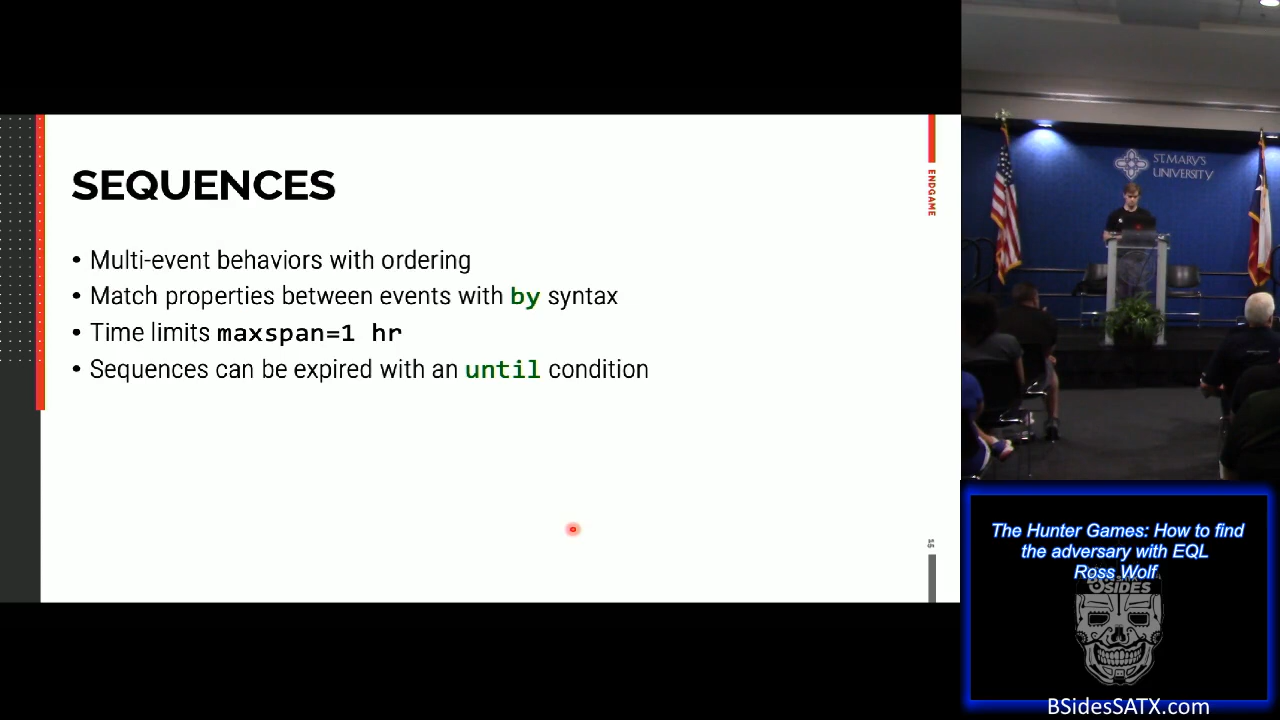 SEQUENCES
• Multi-event behaviors with ordering
• Match properties between events with by syntax
• Time limits maxspan=1 hr
• Sequences can be expired with an until condition
ENDGAME
15
ST. MARY'S
UNIVERSITY
The Hunter Games: How to find
the adversary with EQL
Ross Wolf
BSIDES
BSidesSATX.com